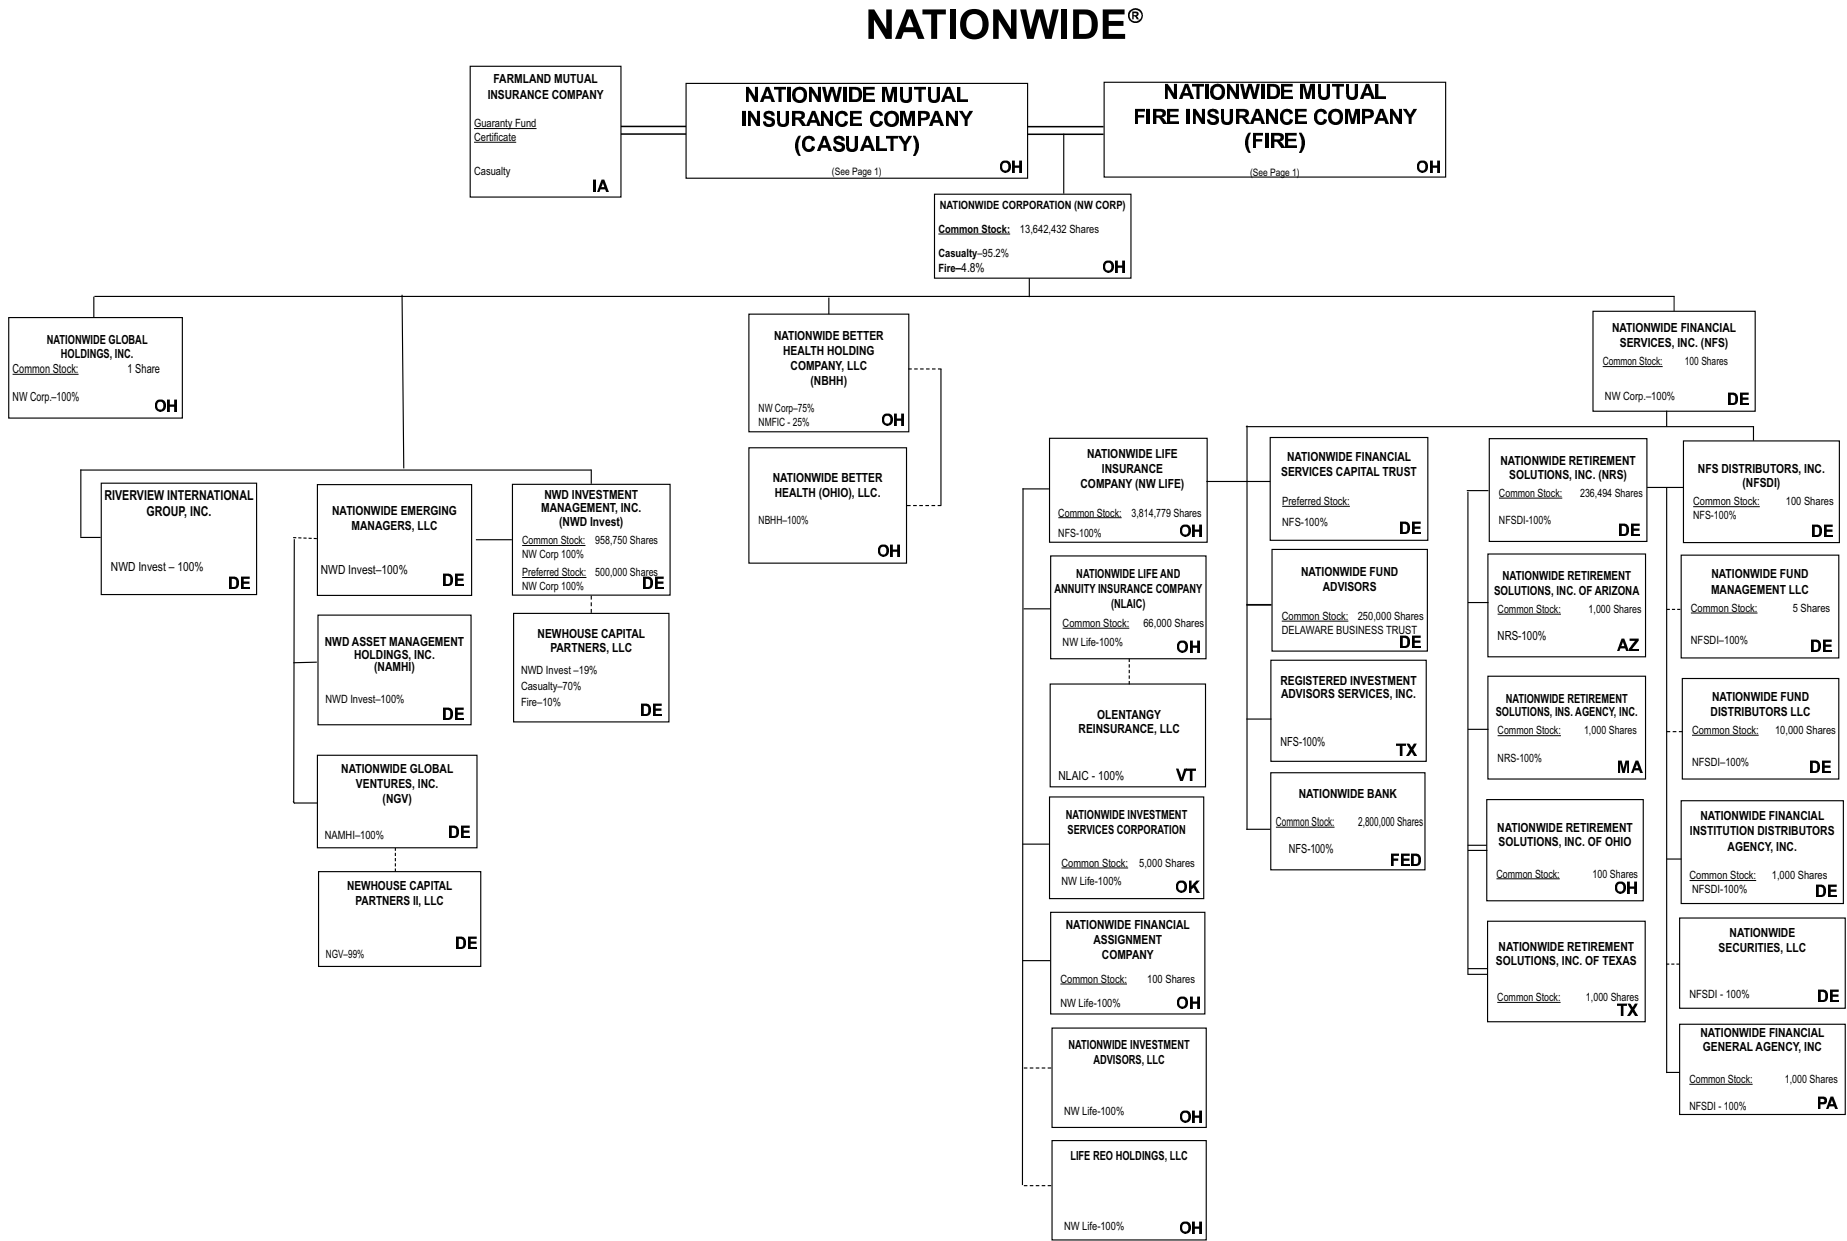 NATIONWIDE®
FARMLAND MUTUAL
INSURANCE COMPANY
Guaranty Fund
Certificate
Casualty
IA
NATIONWIDE MUTUAL
INSURANCE COMPANY
(CASUALTY)
(See Page 1)
OH
NATIONWIDE MUTUAL
FIRE INSURANCE COMPANY
(FIRE)
(See Page 1)
OH
NATIONWIDE CORPORATION (NW CORP)
Common Stock: 13,642,432 Shares
Casualty–95.2%
Fire–4.8%
OH
NATIONWIDE GLOBAL
HOLDINGS, INC.
Common Stock: 1 Share
NW Corp.–100%
OH
NATIONWIDE BETTER
HEALTH HOLDING
COMPANY, LLC
(NBHH)
NW Corp–75%
NMFIC - 25%
OH
NATIONWIDE BETTER
HEALTH (OHIO), LLC.
NBHH–100%
OH
NATIONWIDE FINANCIAL
SERVICES, INC. (NFS)
Common Stock: 100 Shares
NW Corp.–100%
DE
RIVERVIEW INTERNATIONAL
GROUP, INC.
NWD Invest – 100%
DE
NATIONWIDE EMERGING
MANAGERS, LLC
NWD Invest–100%
DE
NWD INVESTMENT
MANAGEMENT, INC.
(NWD Invest)
Common Stock: 958,750 Shares
NW Corp 100%
Preferred Stock: 500,000 Shares
NW Corp 100%
DE
NWD ASSET MANAGEMENT
HOLDINGS, INC.
(NAMHI)
NWD Invest–100%
DE
NEWHOUSE CAPITAL
PARTNERS, LLC
NWD Invest –19%
Casualty–70%
Fire–10%
DE
NATIONWIDE GLOBAL
VENTURES, INC.
(NGV)
NAMHI–100%
DE
NEWHOUSE CAPITAL
PARTNERS II, LLC
NGV–99%
DE
NATIONWIDE LIFE
INSURANCE
COMPANY (NW LIFE)
Common Stock: 3,814,779 Shares
NFS-100%
OH
NATIONWIDE LIFE AND
ANNUITY INSURANCE COMPANY
(NLAIC)
Common Stock: 66,000 Shares
NW Life-100%
OH
OLENTANGY
REINSURANCE, LLC
NLAIC - 100%
VT
NATIONWIDE INVESTMENT
SERVICES CORPORATION
Common Stock: 5,000 Shares
NW Life-100%
OK
NATIONWIDE FINANCIAL
ASSIGNMENT
COMPANY
Common Stock: 100 Shares
NW Life-100%
OH
NATIONWIDE INVESTMENT
ADVISORS, LLC
NW Life-100%
OH
LIFE REO HOLDINGS, LLC
NW Life-100%
OH
NATIONWIDE FINANCIAL
SERVICES CAPITAL TRUST
Preferred Stock:
NFS-100%
DE
NATIONWIDE FUND
ADVISORS
Common Stock: 250,000 Shares
DELAWARE BUSINESS TRUST
DE
REGISTERED INVESTMENT
ADVISORS SERVICES, INC.
NFS-100%
TX
NATIONWIDE BANK
Common Stock: 2,800,000 Shares
NFS-100%
FED
NATIONWIDE RETIREMENT
SOLUTIONS, INC. (NRS)
Common Stock: 236,494 Shares
NFSDI-100%
DE
NATIONWIDE RETIREMENT
SOLUTIONS, INC. OF ARIZONA
Common Stock: 1,000 Shares
NRS-100%
AZ
NATIONWIDE RETIREMENT
SOLUTIONS, INS. AGENCY, INC.
Common Stock: 1,000 Shares
NRS-100%
MA
NATIONWIDE RETIREMENT
SOLUTIONS, INC. OF OHIO
Common Stock: 100 Shares
OH
NATIONWIDE RETIREMENT
SOLUTIONS, INC. OF TEXAS
Common Stock: 1,000 Shares
TX
NFS DISTRIBUTORS, INC.
(NFSDI)
Common Stock: 100 Shares
NFS-100%
DE
NATIONWIDE FUND
MANAGEMENT LLC
Common Stock: 5 Shares
NFSDI–100%
DE
NATIONWIDE FUND
DISTRIBUTORS LLC
Common Stock: 10,000 Shares
NFSDI–100%
DE
NATIONWIDE FINANCIAL
INSTITUTION DISTRIBUTORS
AGENCY, INC.
Common Stock: 1,000 Shares
NFSDI-100%
DE
NATIONWIDE
SECURITIES, LLC
NFSDI - 100%
DE
NATIONWIDE FINANCIAL
GENERAL AGENCY, INC
Common Stock: 1,000 Shares
NFSDI - 100%
PA